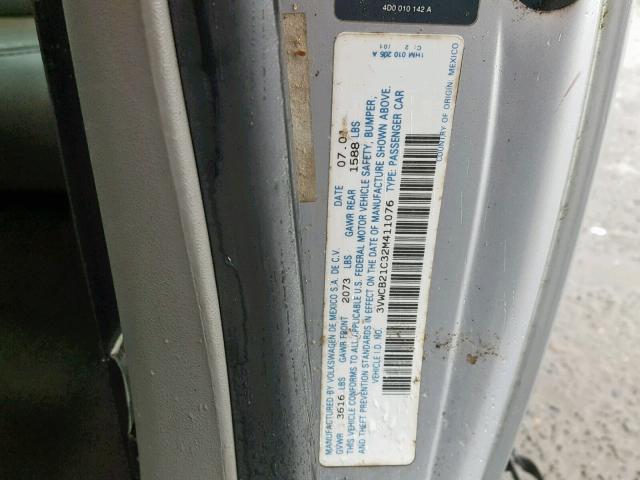 4D0 010 142 A
1HM 010 205 A
C: 2 /01
MANUFACTURED BY VOLKSWAGEN DE MEXICO S.A. DE C.V. DATE 07.01
GVWR 3616 LBS GAWR FRONT 2073 LBS GAWR REAR 1588 LBS
THIS VEHICLE CONFORMS TO ALL APPLICABLE U.S. FEDERAL MOTOR VEHICLE SAFETY, BUMPER,
AND THEFT PREVENTION STANDARDS IN EFFECT ON THE DATE OF MANUFACTURE SHOWN ABOVE.
VEHICLE I.D. NO. 3VWCB21C32M411076 TYPE: PASSENGER CAR
COUNTRY OF ORIGIN: MEXICO